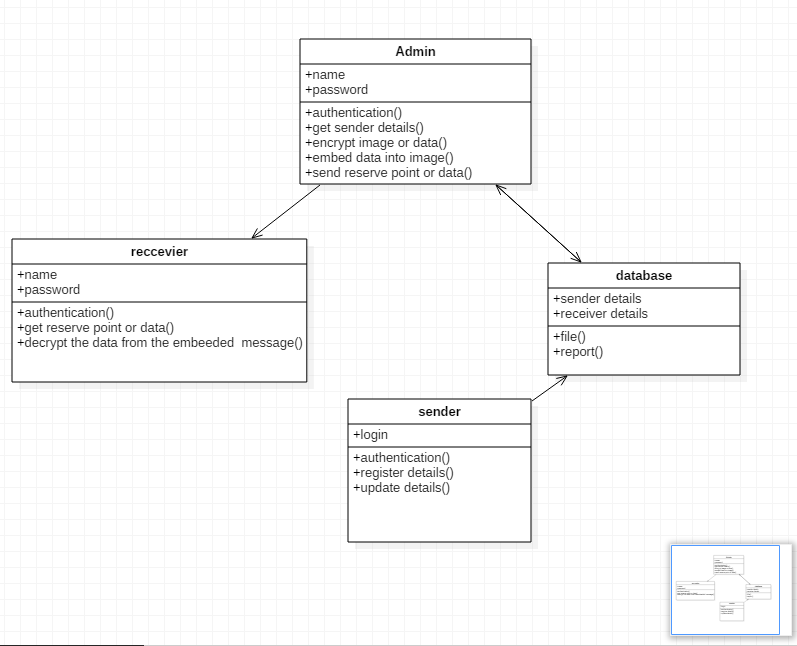 Admin
+name
+password
+authentication()
+get sender details()
+encrypt image or data()
+embed data into image()
+send reserve point or data()
reccevier
+name
+password
+authentication()
+get reserve point or data()
+decrypt the data from the embeeded  message()
database
+sender details
+receiver details
+file()
+report()
sender
+login
+authentication()
+register details()
+update details()